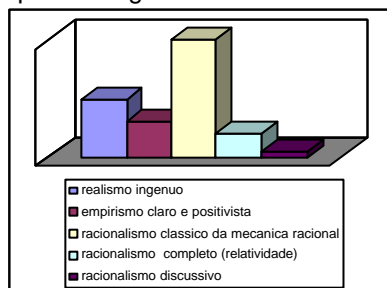 realismo ingenuo
empirismo claro e positivista
racionalismo classico da mecanica racional
racionalismo completo (relatividade)
racionalismo discussivo